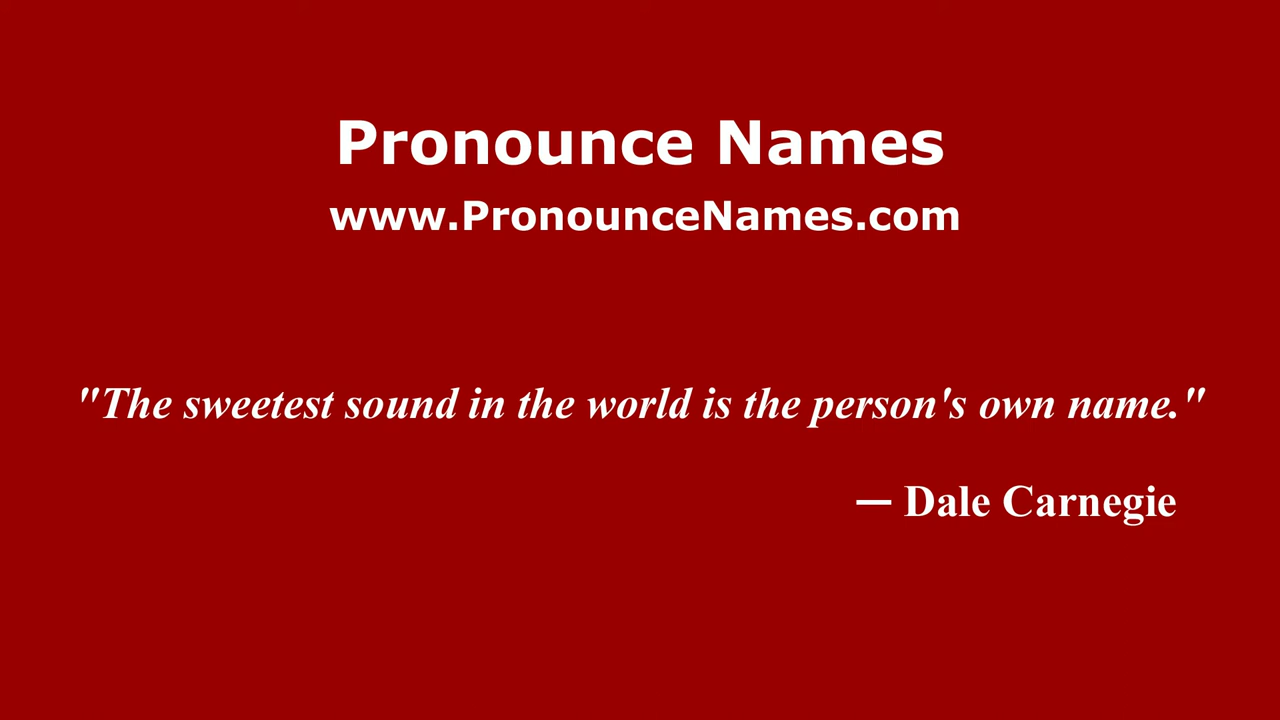 Pronounce Names
www.PronounceNames.com
"The sweetest sound in the world is the person's own name."
— Dale Carnegie